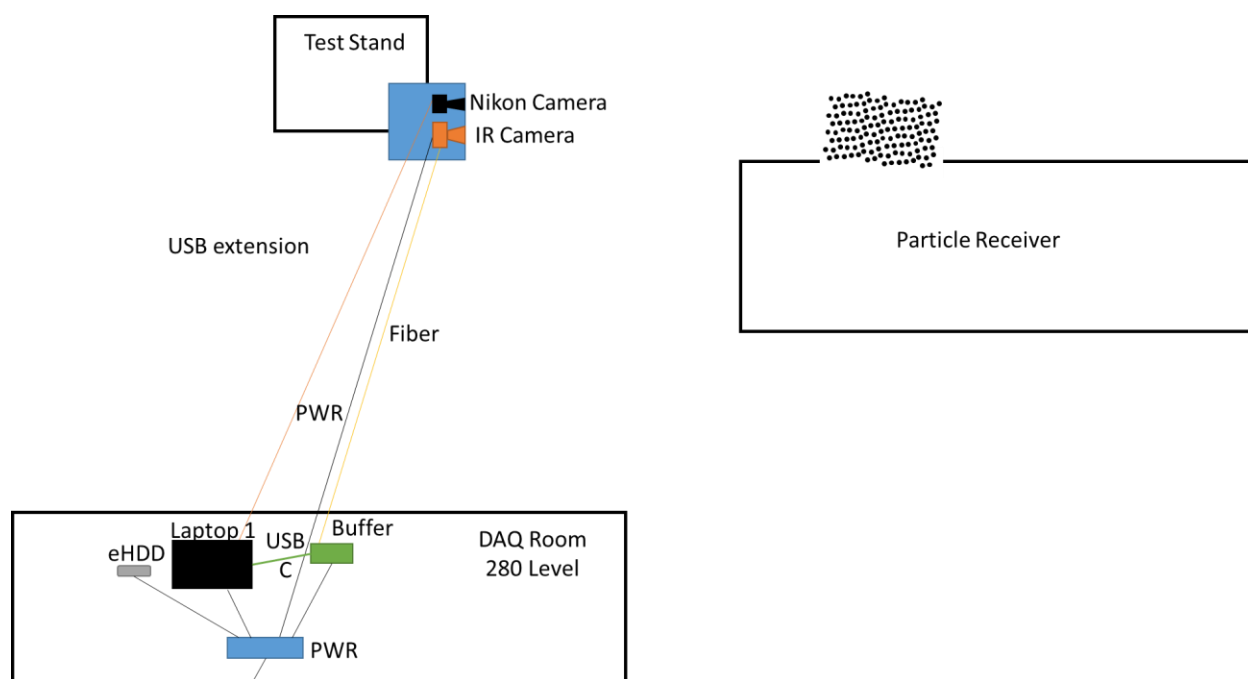 Test Stand
Nikon Camera
IR Camera
USB extension
Particle Receiver
Fiber
PWR
Laptop 1
USB
C
Buffer
eHDD
DAQ Room
280 Level
PWR